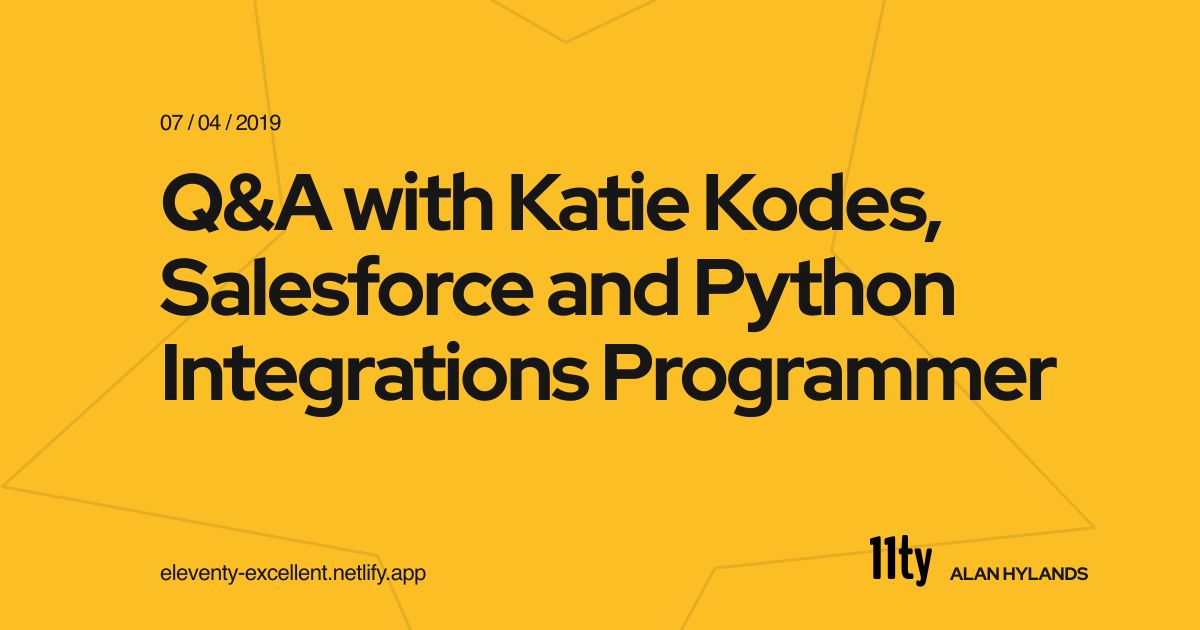 07 / 04 / 2019
Q&A with Katie Kodes,
Salesforce and Python
Integrations Programmer
eleventy-excellent.netlify.app
11ty ALAN HYLANDS